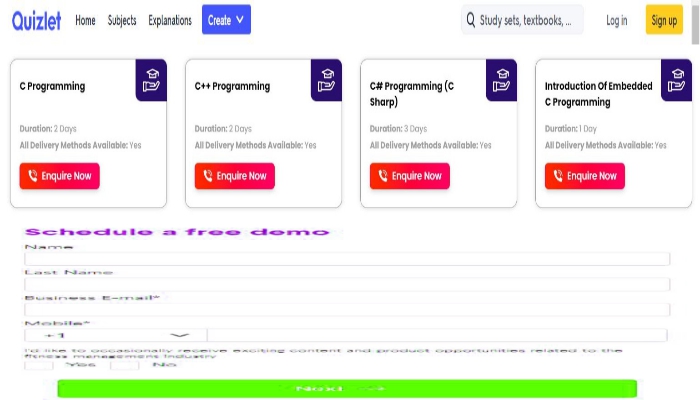 Quizlet Home Subjects Explanations Create Study sets, textbooks, ... Log in Sign up
C Programming
Duration: 2 Days
All Delivery Methods Available: Yes
Enquire Now
C++ Programming
Duration: 2 Days
All Delivery Methods Available: Yes
Enquire Now
C# Programming (C
Sharp)
Duration: 3 Days
All Delivery Methods Available: Yes
Enquire Now
Introduction Of Embedded
C Programming
Duration: 1 Day
All Delivery Methods Available: Yes
Enquire Now
Schedule a free demo
Name
Last Name
Business E-mail*
Mobile*
+1
I'd like to occasionally receive exciting content and product opportunities related to the
fitness management industry
Yes No
Next →